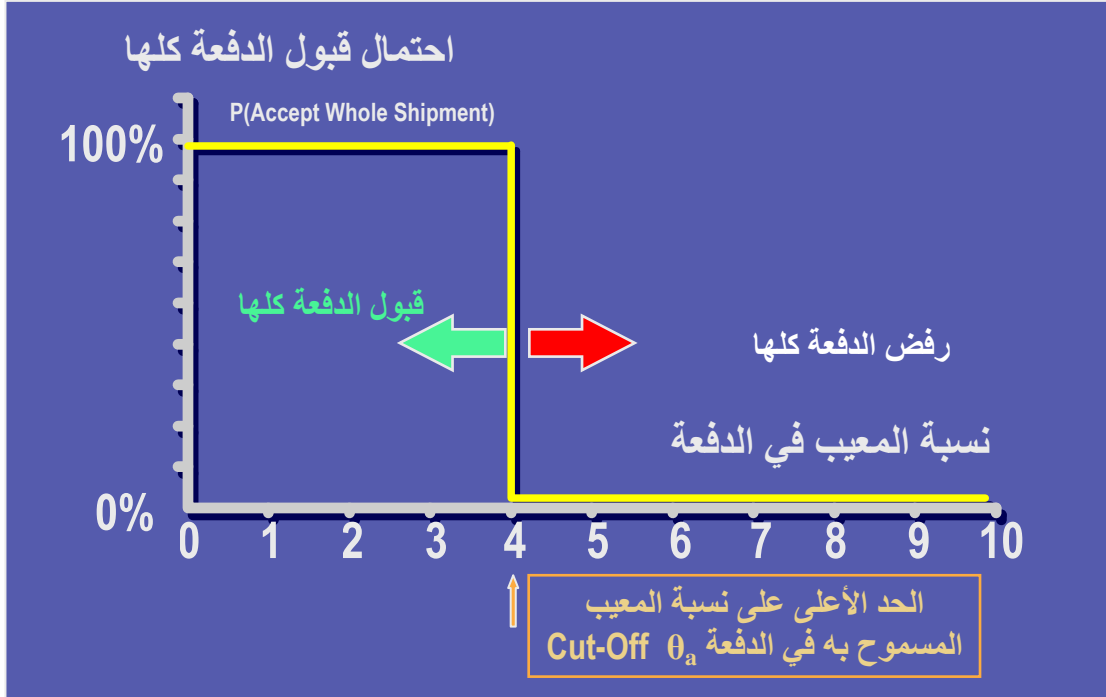 احتمال قبول الدفعة كلها
P(Accept Whole Shipment)
100%
قبول الدفعة كلها
رفض الدفعة كلها
نسبة المعيب في الدفعة
0%
0 1 2 3 4 5 6 7 8 9 10
الحد الأعلى على نسبة المعيب
المسموح به في الدفعة Cut-Off θa